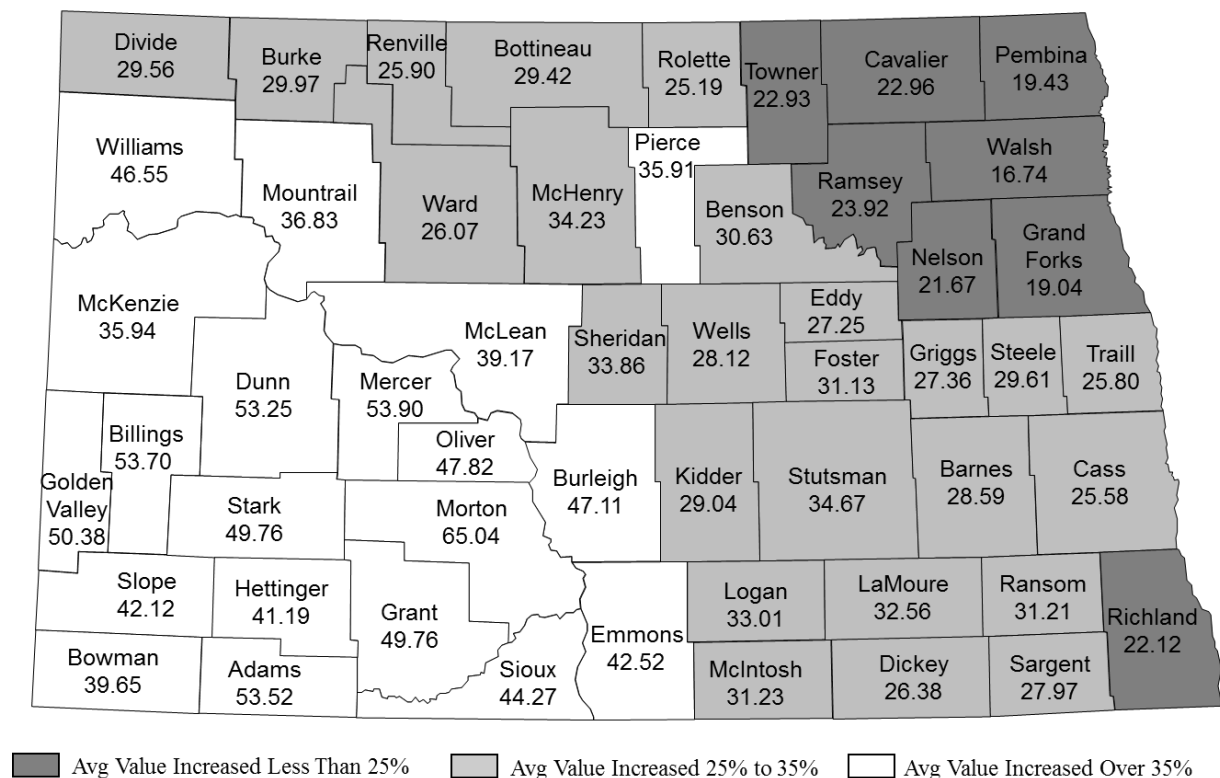 Divide
29.56
Burke
29.97
Renville
25.90
Bottineau
29.42
Rolette
25.19
Towner
22.93
Cavalier
22.96
Pembina
19.43
Williams
46.55
Mountrail
36.83
Ward
26.07
McHenry
34.23
Pierce
35.91
Benson
30.63
Ramsey
23.92
Walsh
16.74
Nelson
21.67
Grand
Forks
19.04
McKenzie
35.94
Dunn
53.25
McLean
39.17
Mercer
53.90
Oliver
47.82
Sheridan
33.86
Wells
28.12
Eddy
27.25
Foster
31.13
Griggs
27.36
Steele
29.61
Traill
25.80
Golden
Valley
50.38
Billings
53.70
Stark
49.76
Morton
65.04
Burleigh
47.11
Kidder
29.04
Stutsman
34.67
Barnes
28.59
Cass
25.58
Slope
42.12
Hettinger
41.19
Grant
49.76
Emmons
42.52
Logan
33.01
LaMoure
32.56
Ransom
31.21
Richland
22.12
Bowman
39.65
Adams
53.52
Sioux
44.27
McIntosh
31.23
Dickey
26.38
Sargent
27.97
Avg Value Increased Less Than 25%
Avg Value Increased 25% to 35%
Avg Value Increased Over 35%